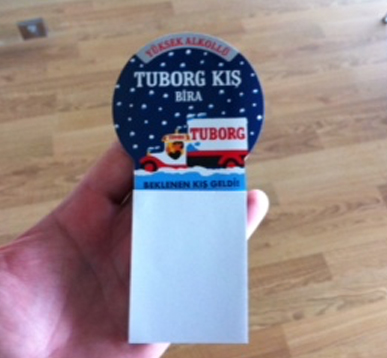 YÜKSEK ALKOLLÜ
TUBORG KIŞ
BİRA
TUBORG
BEKLENEN KIŞ GELDİ!